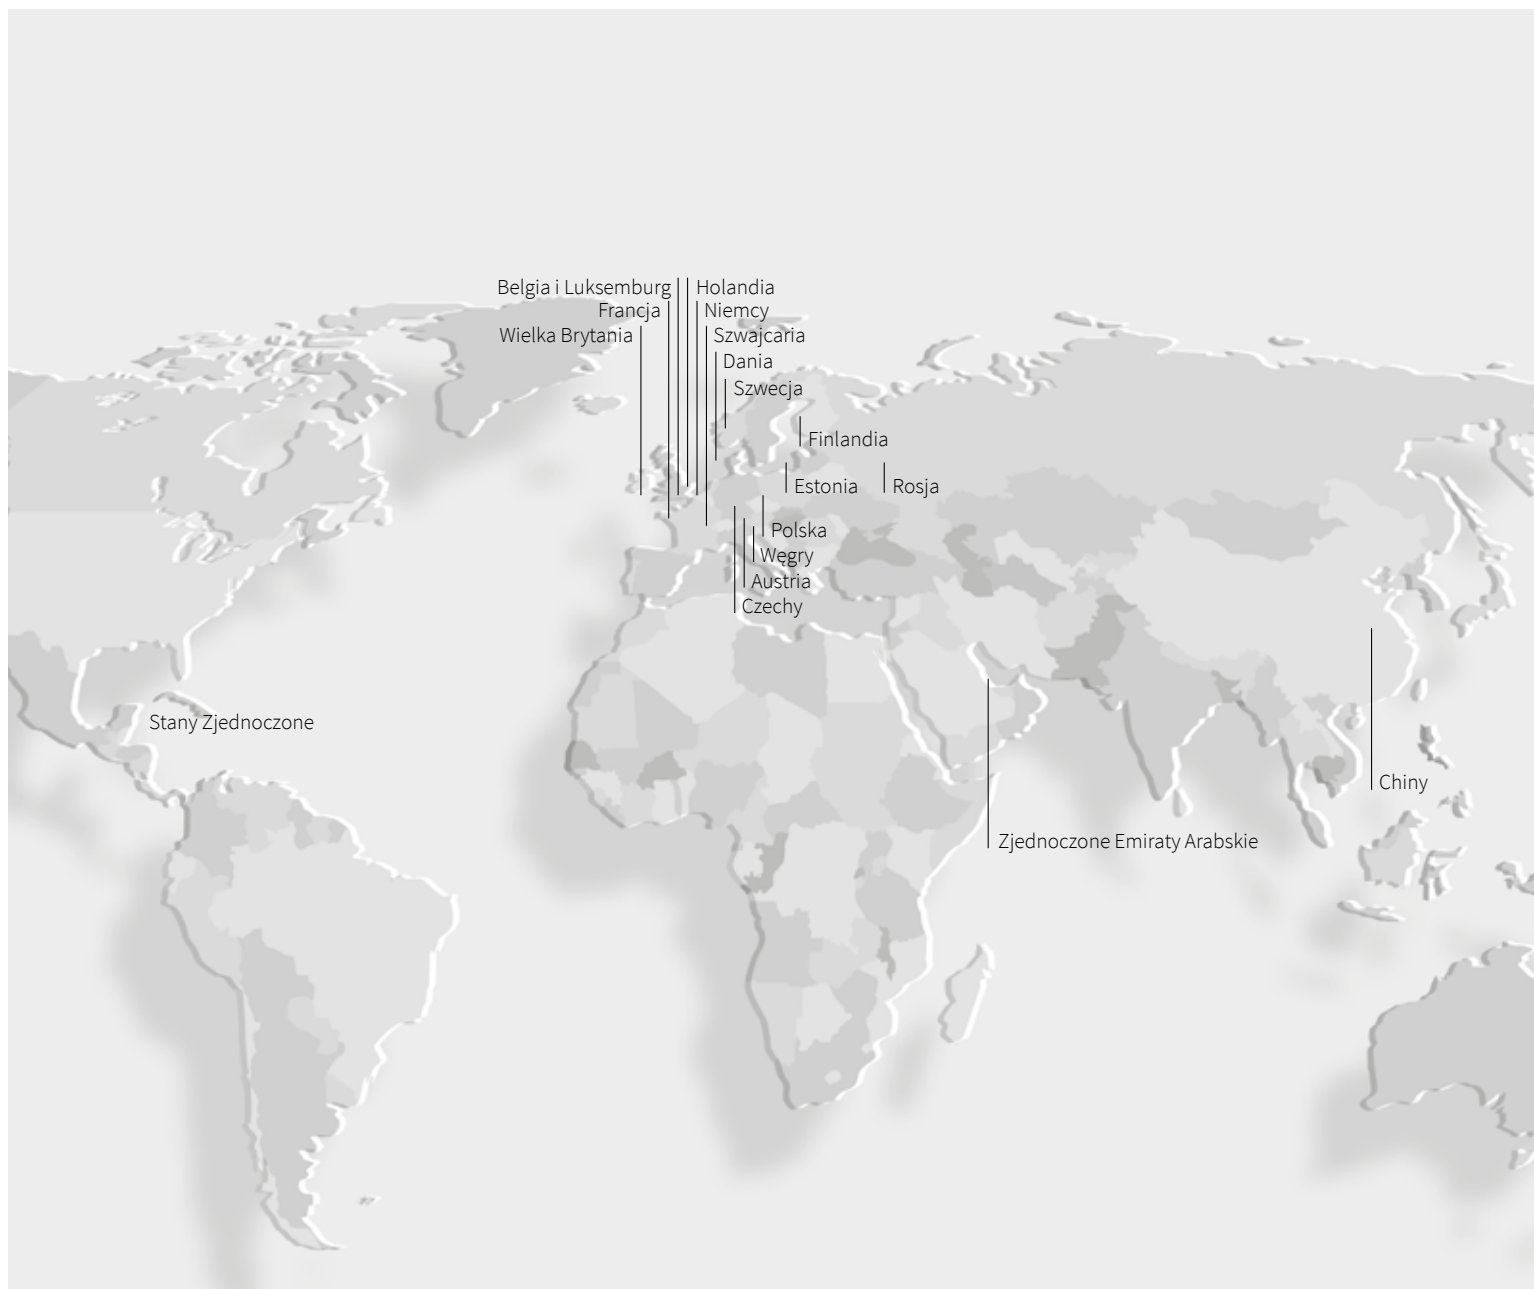 Belgia i Luksemburg
Holandia
Francja
Niemcy
Wielka Brytania
Szwajcaria
Dania
Szwecja
Finlandia
Estonia
Rosja
Polska
Węgry
Austria
Czechy
Stany Zjednoczone
Chiny
Zjednoczone Emiraty Arabskie